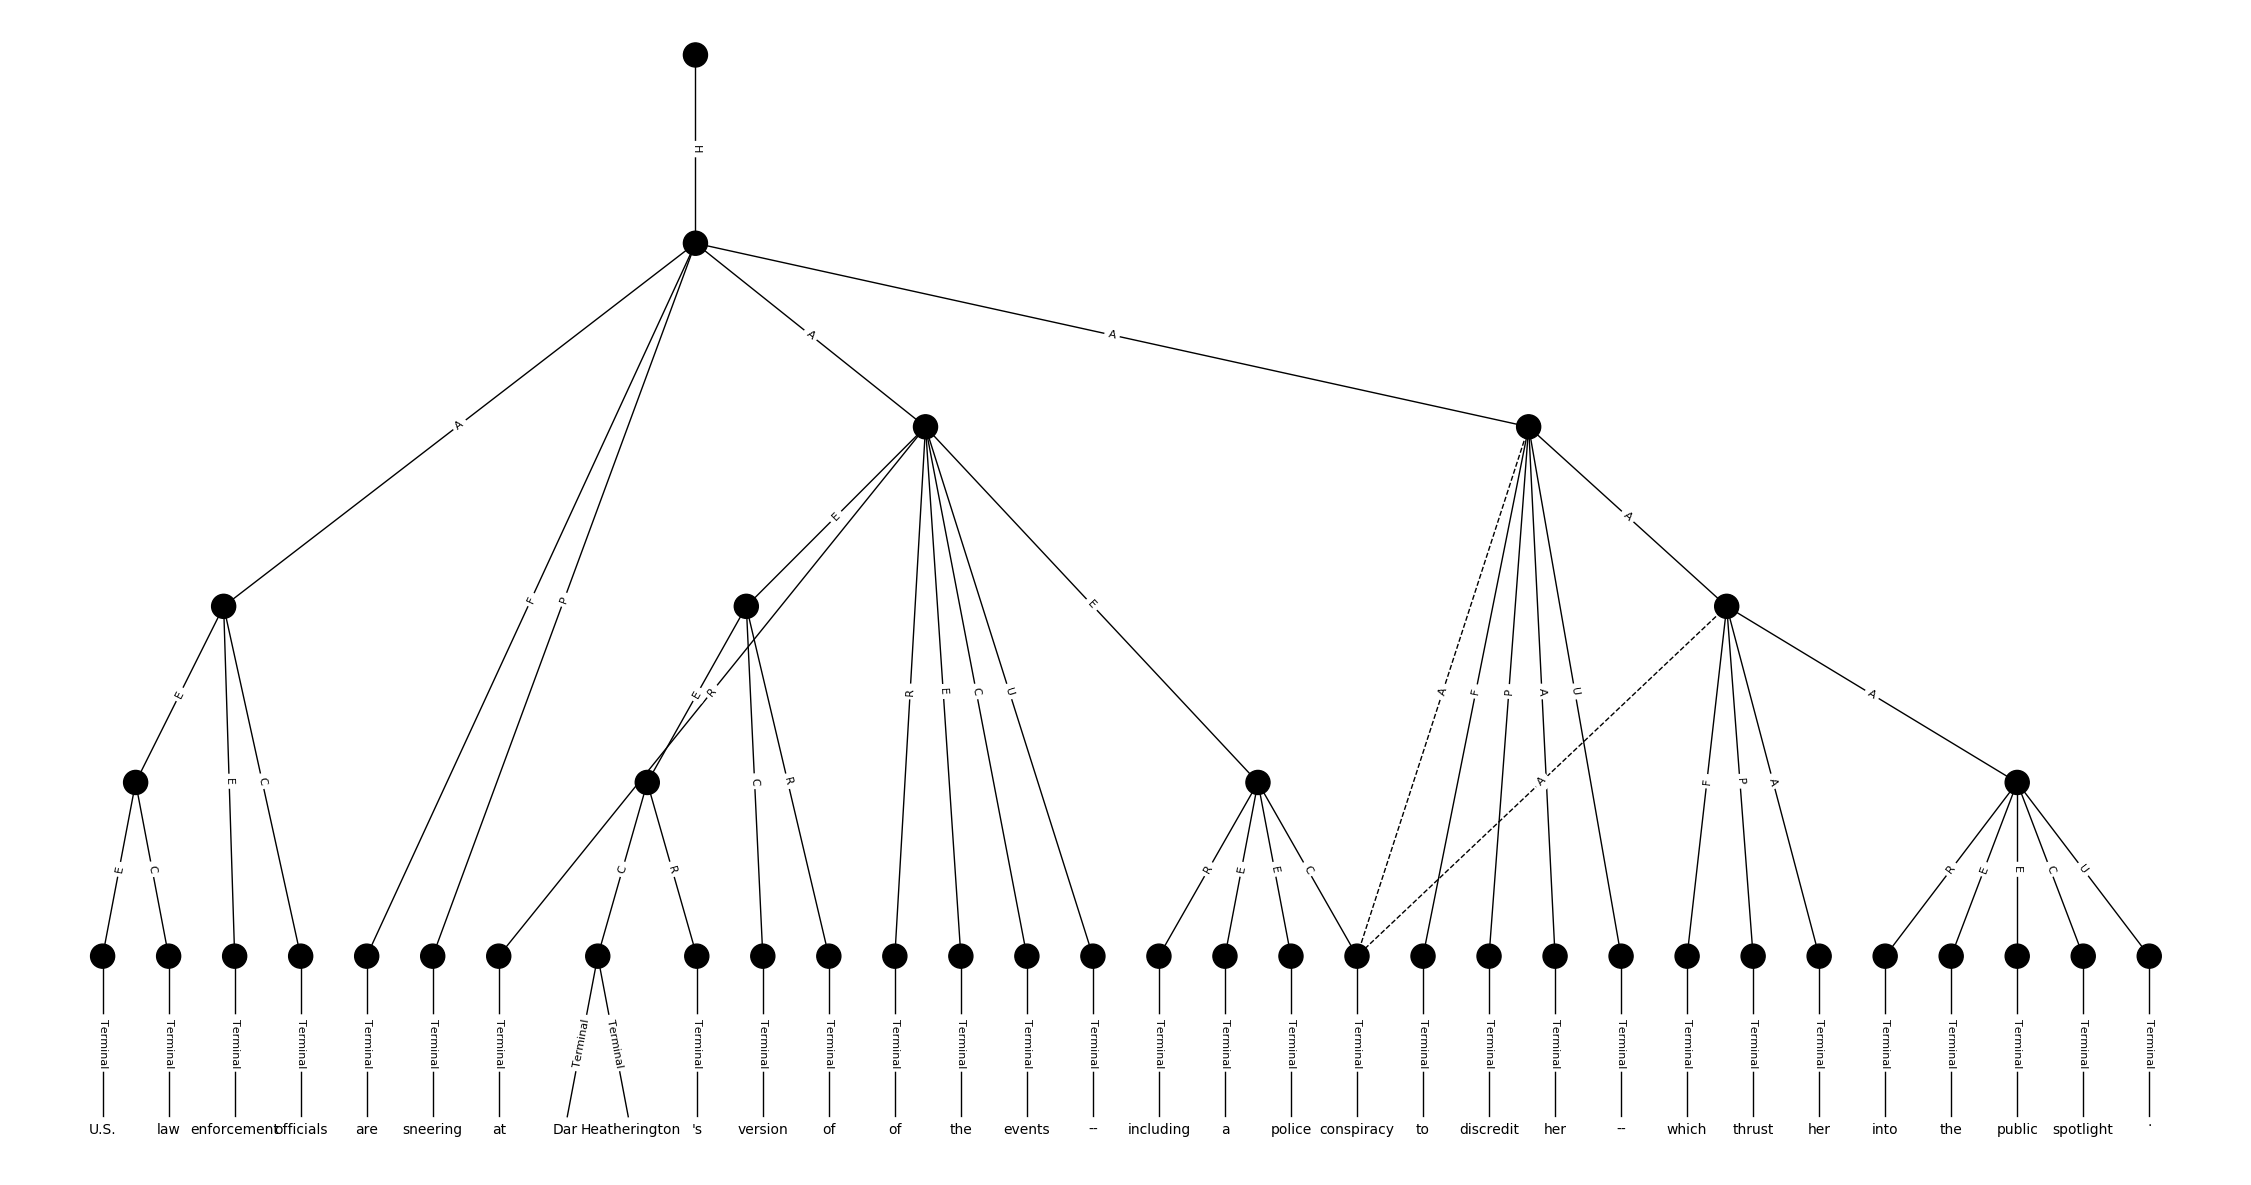 H
A
A
A
E
A
F
P
E
E
R
R
E
C
U
A
F
P
A
U
A
E
E
C
C
R
A
F
P
A
E
C
C
R
R
E
E
C
R
E
E
C
U
Terminal Terminal Terminal Terminal Terminal Terminal Terminal Terminal Terminal Terminal Terminal Terminal Terminal Terminal Terminal Terminal Terminal Terminal Terminal Terminal Terminal Terminal Terminal Terminal Terminal Terminal Terminal Terminal Terminal Terminal Terminal Terminal
U.S. law enforcement officials are sneering at Dar Heatherington 's version of of the events -- including a police conspiracy to discredit her -- which thrust her into the public spotlight .